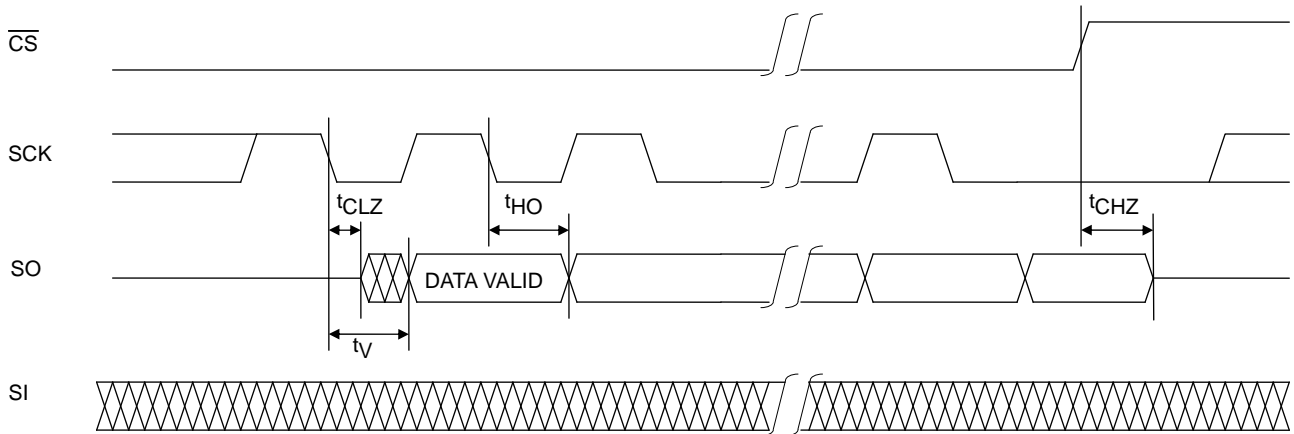 CS
SCK
tCLZ
tHO
tCHZ
SO
DATA VALID
tV
SI